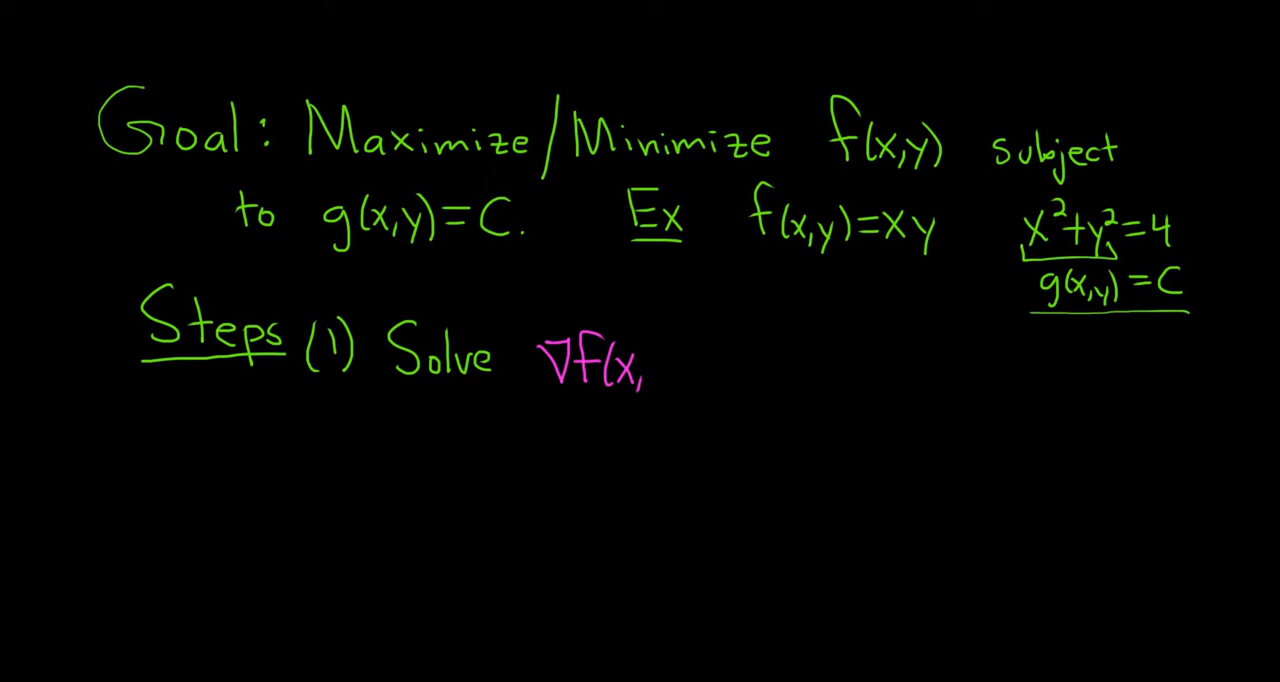 Goal: Maximize/Minimize f(x,y) subject
to g(x,y)=C. Ex f(x,y)=xy x²+y²=4
g(x,y)=C
Steps (1) Solve ∇f(x,